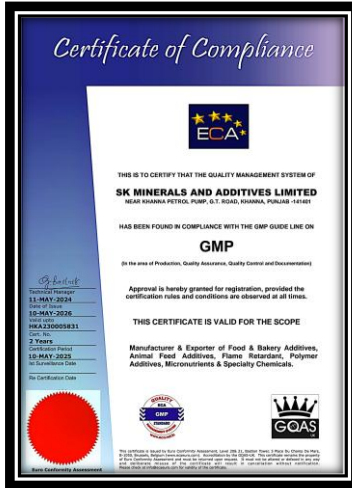 Certificate of Compliance
ECA
THIS IS TO CERTIFY THAT THE QUALITY MANAGEMENT SYSTEM OF
SK MINERALS AND ADDITIVES LIMITED
NEAR KHANNA PETROL PUMP, G.T. ROAD, KHANNA, PUNJAB -141401
HAS BEEN FOUND IN COMPLIANCE WITH THE GMP GUIDE LINE ON
GMP
(In the area of Production, Quality Assurance, Quality Control and Documentation)
Approval is hereby granted for registration, provided the
certification rules and conditions are observed at all times.
THIS CERTIFICATE IS VALID FOR THE SCOPE
Manufacturer & Exporter of Food & Bakery Additives,
Animal Feed Additives, Flame Retardant, Polymer
Additives, Micronutrients & Specialty Chemicals.
Technical Manager
11-MAY-2024
Date of Issue
10-MAY-2026
Valid upto
HKA230005831
Cert. No.
2 Years
Certification Period
10-MAY-2025
Ist Surveillance Date
Re Certification Date
Euro Conformity Assessment
QUALITY
ECA
GMP
STANDARD
GQAS